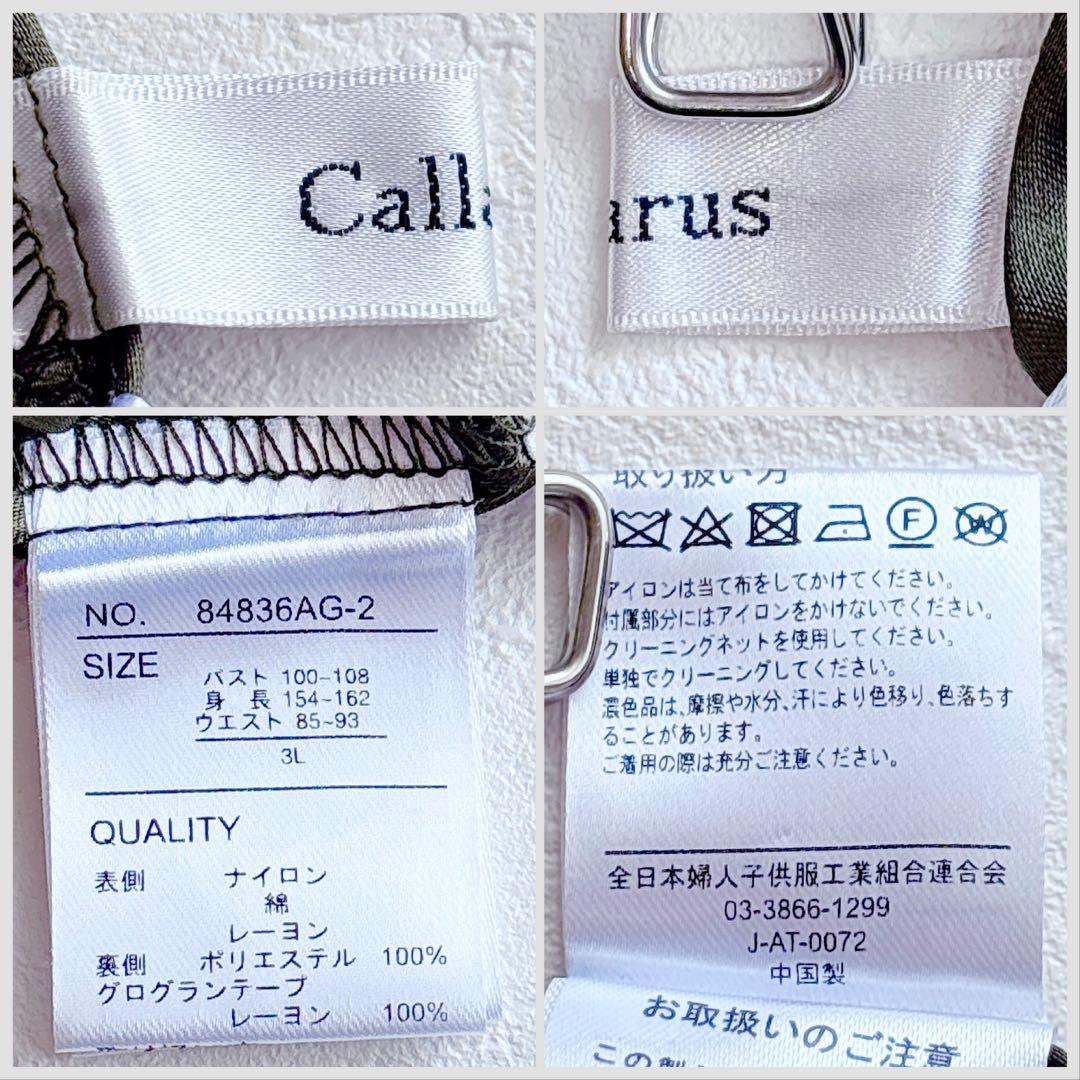 Call
arus
NO. 84836AG-2
SIZE
バスト 100~108
身 長 154~162
ウエスト 85~93
3L
QUALITY
表側 ナイロン
綿
レーヨン
裏側 ポリエステル 100%
グログランテープ
レーヨン 100%
取り扱い方
F
W
アイロンは当て布をしてかけてください。
付属部分にはアイロンをかけないでください。
クリーニングネットを使用してください。
単独でクリーニングしてください。
濃色品は、摩擦や水分、汗により色移り、色落ちす
ることがあります。
ご着用の際は充分ご注意ください。
全日本婦人子供服工業組合連合会
03-3866-1299
J-AT-0072
中国製
お取扱いのご注意
この製